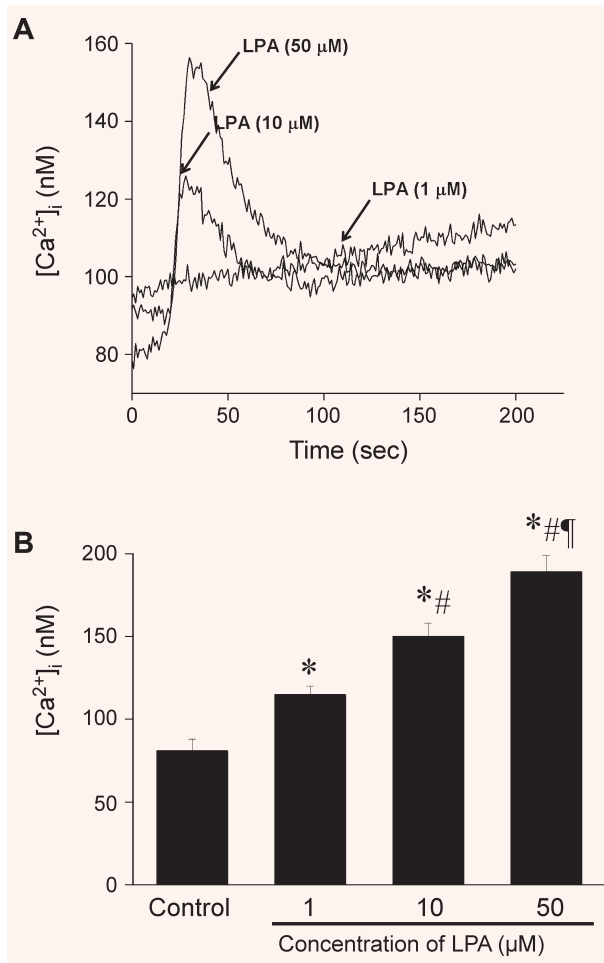 A
[Ca2+]i (nM)
160
140
120
100
80
LPA (50 µM)
LPA (10 µM)
LPA (1 µM)
0 50 100 150 200
Time (sec)
B
[Ca2+]i (nM)
200
150
100
50
0
*
*#
*#¶
Control 1 10 50
Concentration of LPA (µM)